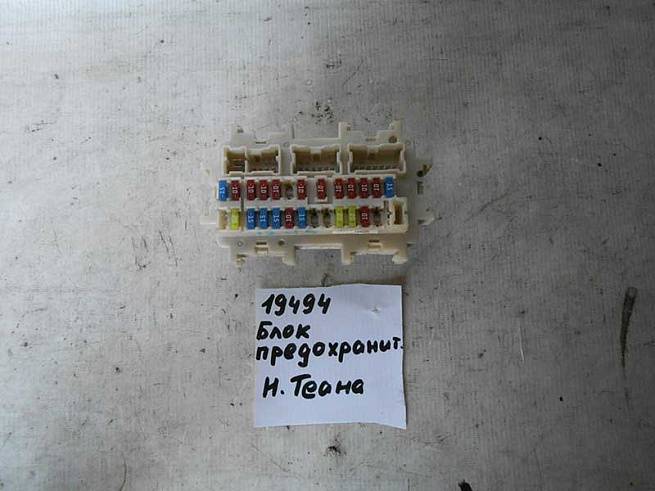 19494
Блок
предохранит.
Н. Теана